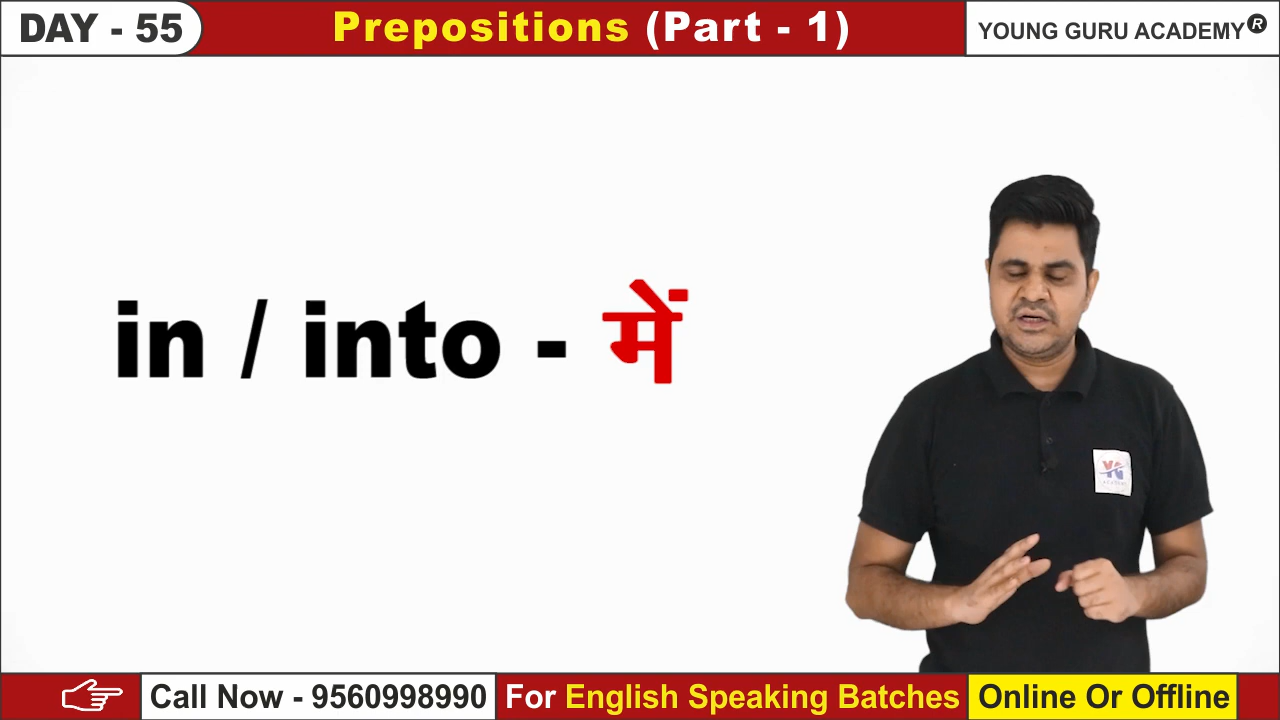 DAY - 55
Prepositions (Part - 1)
YOUNG GURU ACADEMY®
in / into - में
Call Now - 9560998990 For English Speaking Batches Online Or Offline